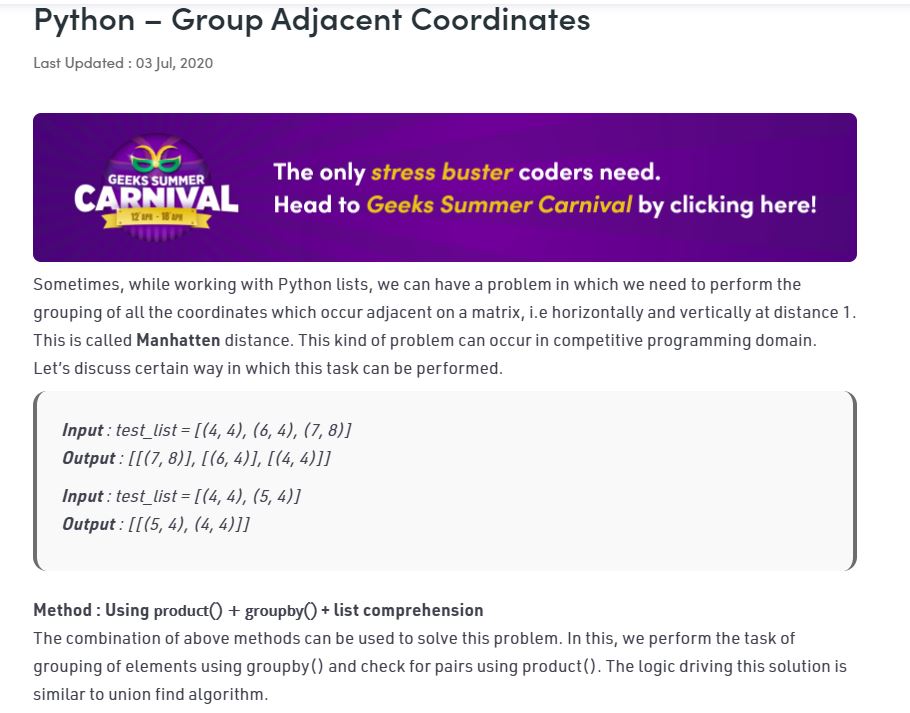 Python – Group Adjacent Coordinates
Last Updated : 03 Jul, 2020
GEEKS SUMMER
CARNIVAL
12 APR - 18 APR
The only stress buster coders need.
Head to Geeks Summer Carnival by clicking here!
Sometimes, while working with Python lists, we can have a problem in which we need to perform the
grouping of all the coordinates which occur adjacent on a matrix, i.e horizontally and vertically at distance 1.
This is called Manhatten distance. This kind of problem can occur in competitive programming domain.
Let's discuss certain way in which this task can be performed.
Input : test_list = [(4, 4), (6, 4), (7, 8)]
Output : [[(7, 8)], [(6, 4)], [(4, 4)]]
Input : test_list = [(4, 4), (5, 4)]
Output : [[(5, 4), (4, 4)]]
Method : Using product() + groupby() + list comprehension
The combination of above methods can be used to solve this problem. In this, we perform the task of
grouping of elements using groupby() and check for pairs using product(). The logic driving this solution is
similar to union find algorithm.